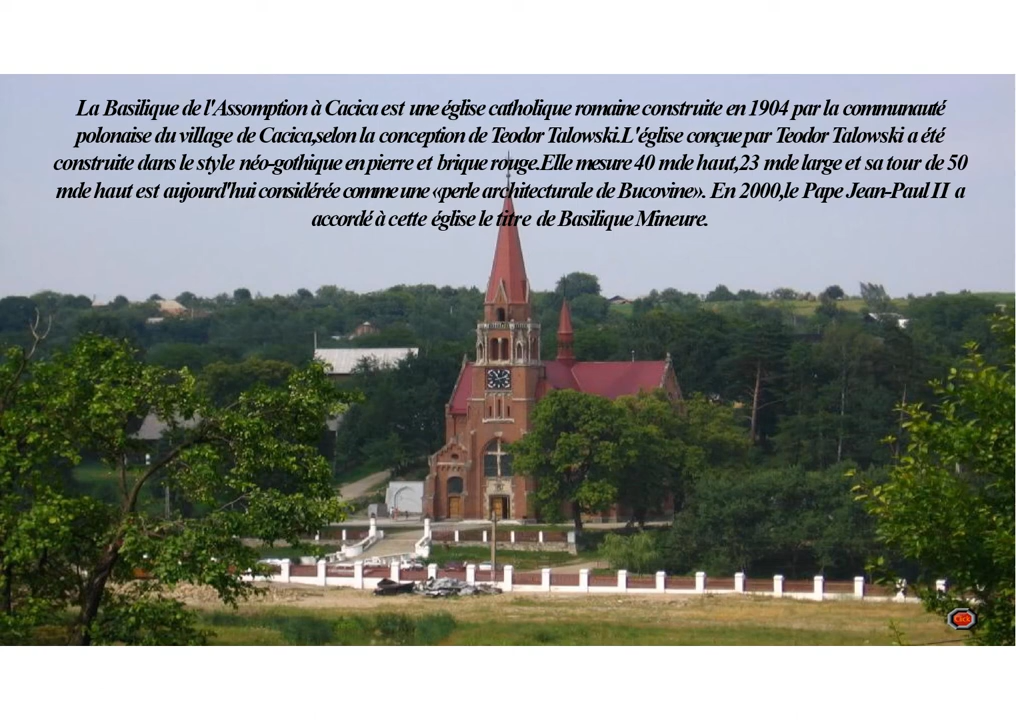 La Basilique de l'Assomption à Cacica est une église catholique romaine construite en 1904 par la communauté
polonaise du village de Cacica,selon la conception de Teodor Talowski.L'église conçue par Teodor Talowski a été
construite dans le style néo-gothique en pierre et brique rouge.Elle mesure 40 m de haut,23 m de large et sa tour de 50
m de haut est aujourd'hui considérée comme une «perle architecturale de Bucovine». En 2000,le Pape Jean-Paul II a
accordé à cette église le titre de Basilique Mineure.
Click